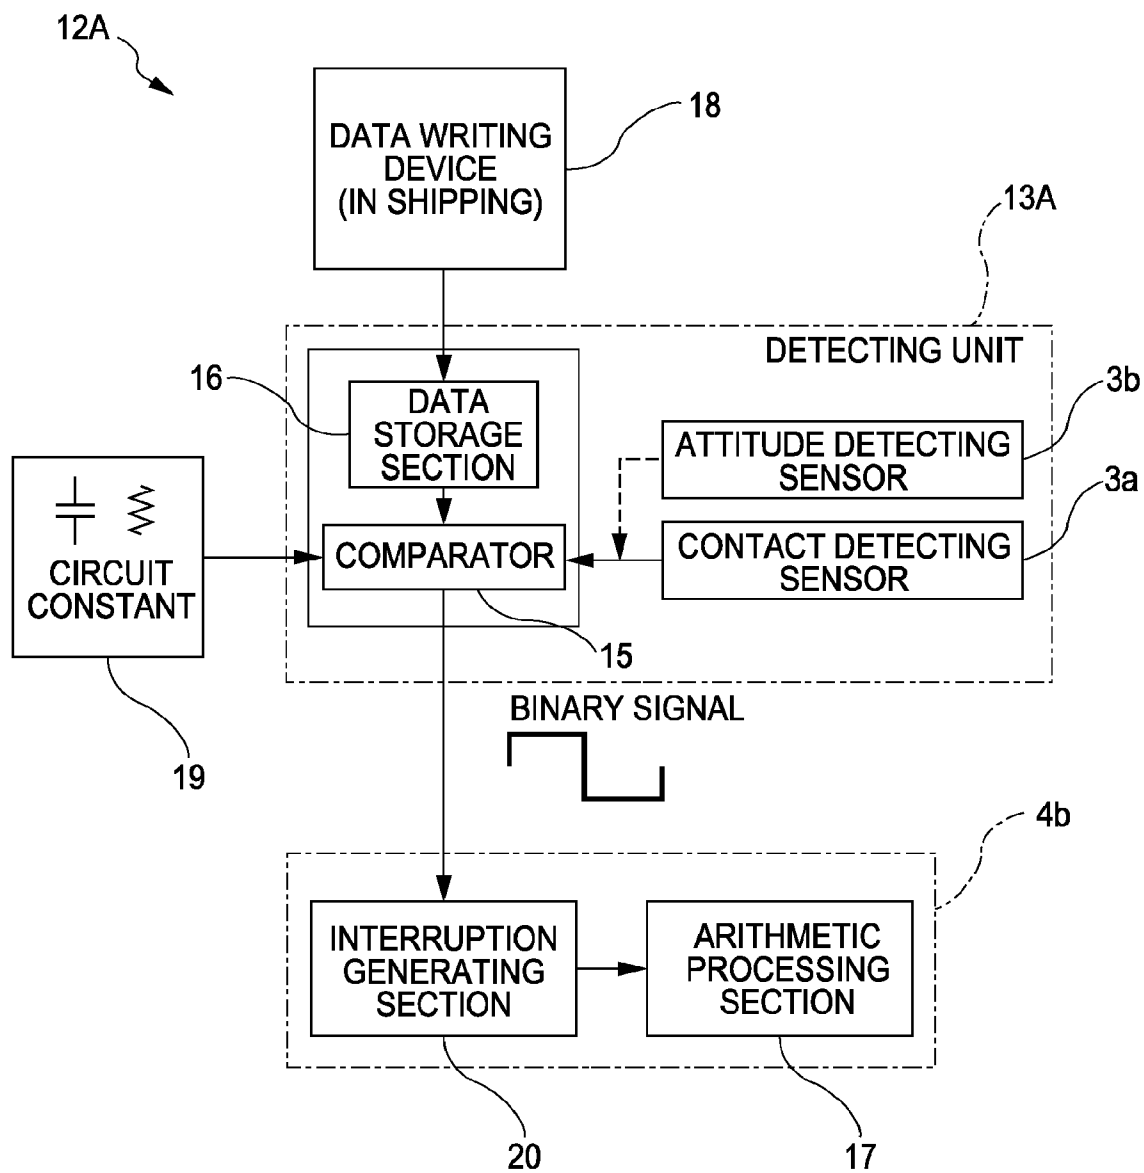 12A
18
DATA WRITING
DEVICE
(IN SHIPPING)
13A
DETECTING UNIT
16
DATA
STORAGE
SECTION
3b
ATTITUDE DETECTING
SENSOR
3a
CONTACT DETECTING
SENSOR
COMPARATOR
CIRCUIT
CONSTANT
15
19
BINARY SIGNAL
4b
INTERRUPTION
GENERATING
SECTION
ARITHMETIC
PROCESSING
SECTION
20
17